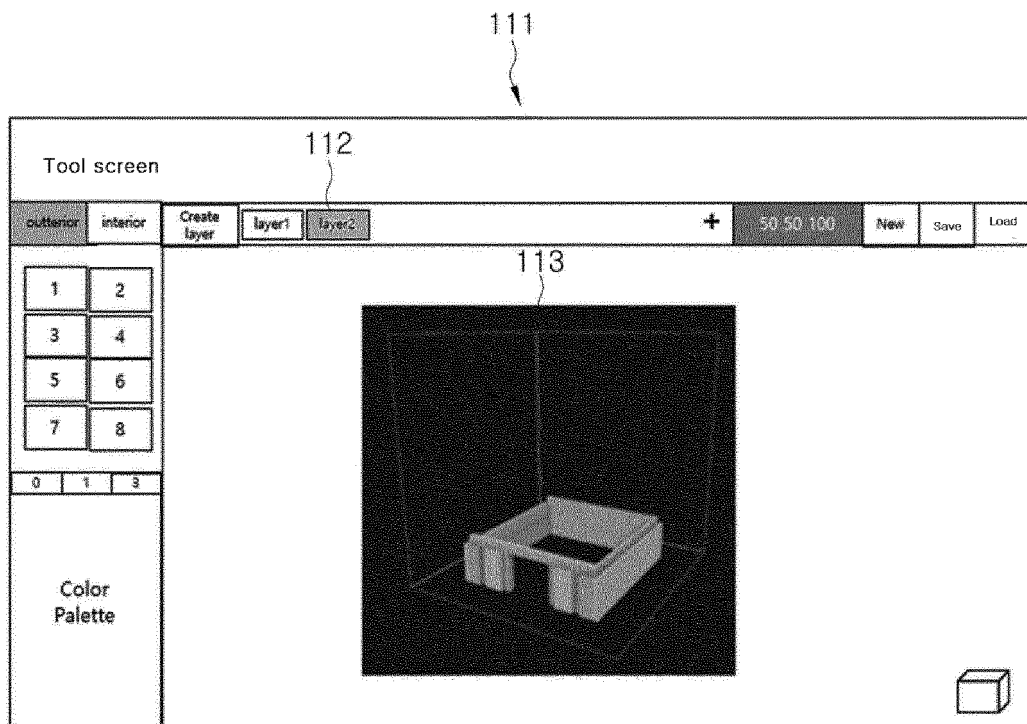 111
Tool screen
112
outterior interior Create layer layer1 layer2 + 50 50 100 New Save Load
113
1 2
3 4
5 6
7 8
0 1 3
Color
Palette